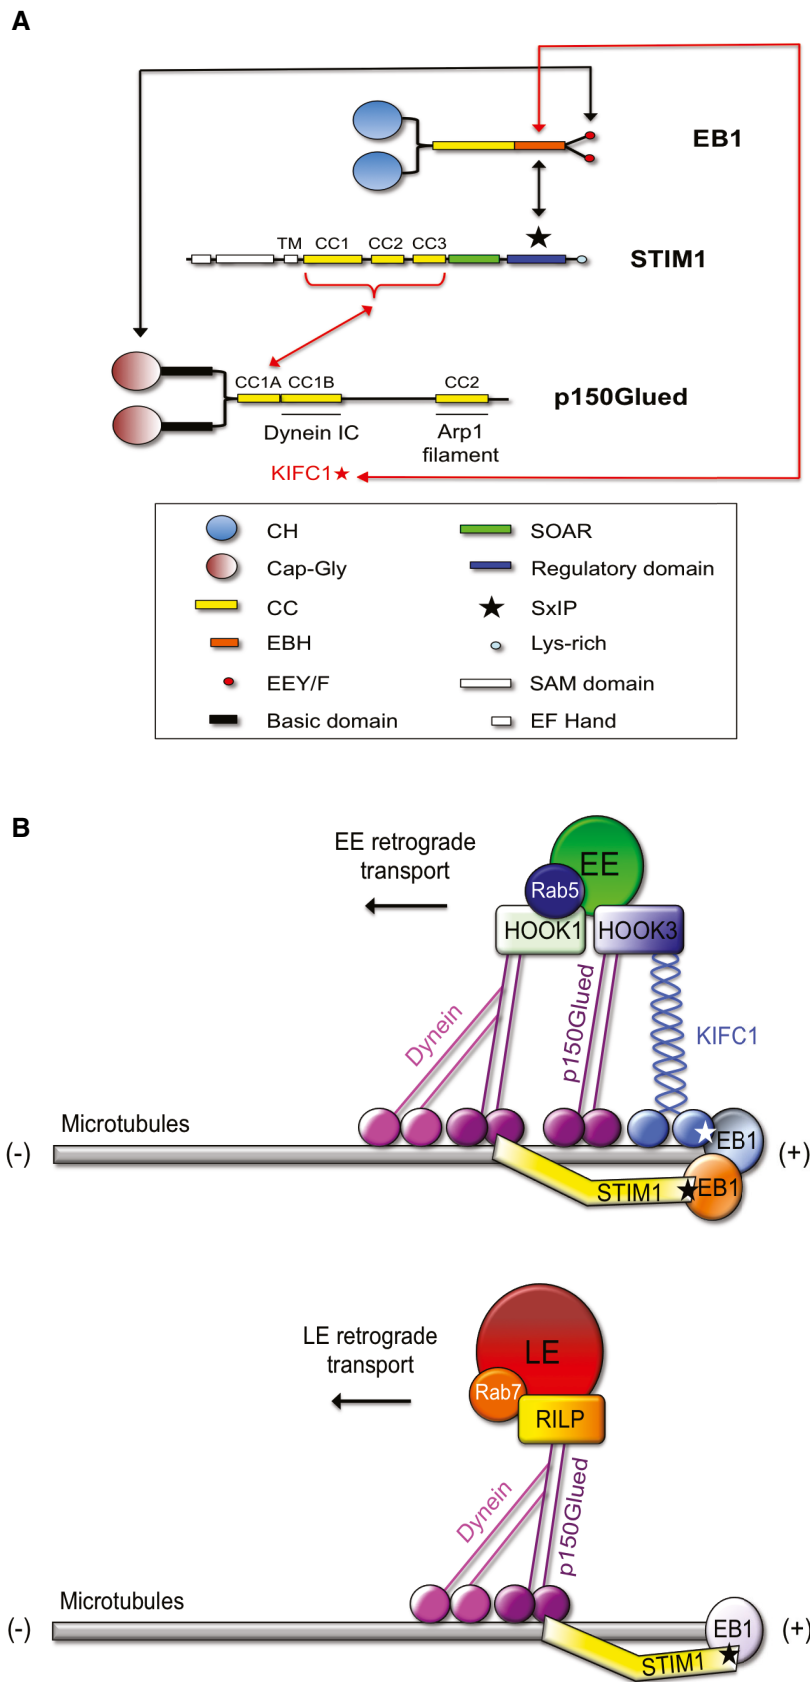 A
EB1
TM CC1 CC2 CC3
STIM1
CC1A CC1B CC2
p150Glued
Dynein IC
Arp1
filament
KIFC1★
CH
SOAR
Cap-Gly
Regulatory domain
CC
SxIP
EBH
Lys-rich
EEY/F
SAM domain
Basic domain
EF Hand
B
EE retrograde
transport
EE
Rab5
HOOK1
HOOK3
Dynein
p150Glued
KIFC1
Microtubules
EB1
(-)
(+)
STIM1
EB1
LE retrograde
transport
LE
Rab7
RILP
Dynein
p150Glued
Microtubules
(-)
EB1
(+)
STIM1